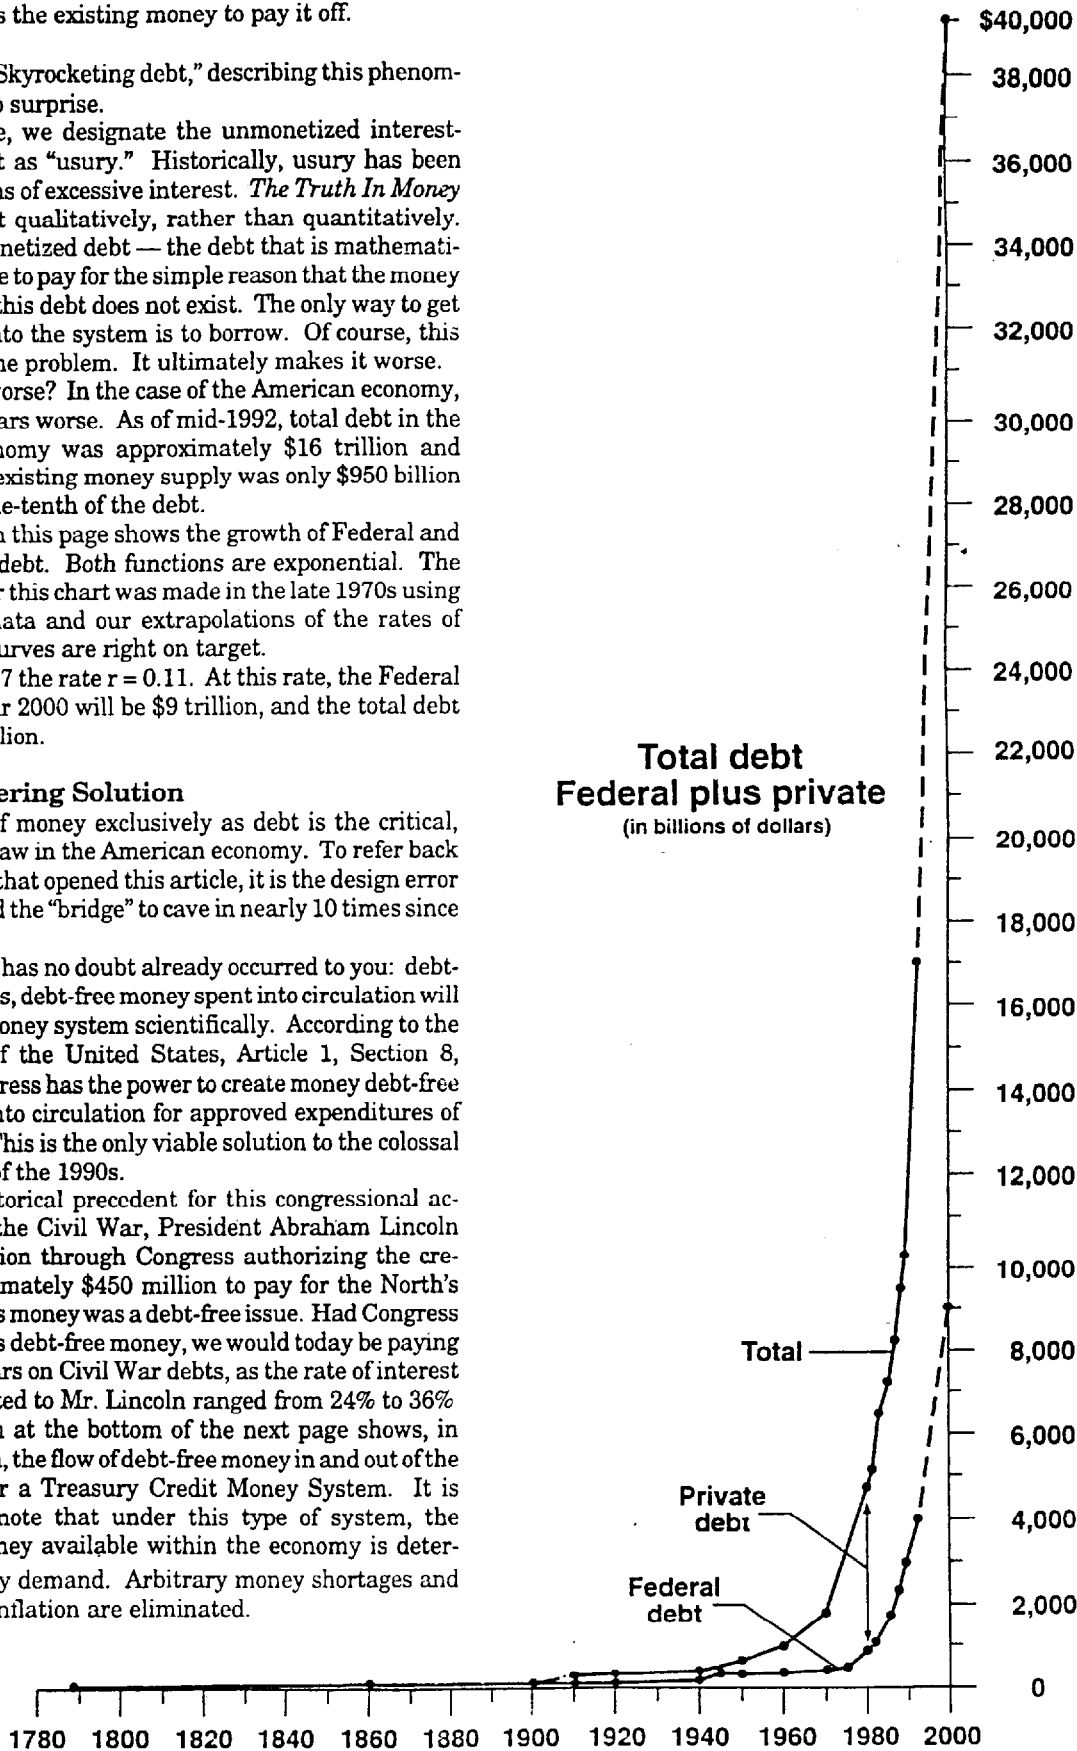 s the existing money to pay it off.
Skyrocketing debt,” describing this phenom-
surprise.
e, we designate the unmonetized interest-
t as “usury.” Historically, usury has been
as of excessive interest. The Truth In Money
t qualitatively, rather than quantitatively.
netized debt — the debt that is mathemati-
e to pay for the simple reason that the money
this debt does not exist. The only way to get
to the system is to borrow. Of course, this
e problem. It ultimately makes it worse.
orse? In the case of the American economy,
ars worse. As of mid-1992, total debt in the
nomy was approximately $16 trillion and
existing money supply was only $950 billion
e-tenth of the debt.
this page shows the growth of Federal and
debt. Both functions are exponential. The
r this chart was made in the late 1970s using
ata and our extrapolations of the rates of
urves are right on target.
7 the rate r = 0.11. At this rate, the Federal
r 2000 will be $9 trillion, and the total debt
lion.
ering Solution
f money exclusively as debt is the critical,
aw in the American economy. To refer back
that opened this article, it is the design error
d the “bridge” to cave in nearly 10 times since
has no doubt already occurred to you: debt-
s, debt-free money spent into circulation will
oney system scientifically. According to the
f the United States, Article 1, Section 8,
ress has the power to create money debt-free
nto circulation for approved expenditures of
This is the only viable solution to the colossal
of the 1990s.
torical precedent for this congressional ac-
the Civil War, President Abraham Lincoln
ion through Congress authorizing the cre-
imately $450 million to pay for the North's
s money was a debt-free issue. Had Congress
s debt-free money, we would today be paying
rs on Civil War debts, as the rate of interest
ted to Mr. Lincoln ranged from 24% to 36%
at the bottom of the next page shows, in
, the flow of debt-free money in and out of the
r a Treasury Credit Money System. It is
note that under this type of system, the
ney available within the economy is deter-
y demand. Arbitrary money shortages and
nflation are eliminated.
Total debt
Federal plus private
(in billions of dollars)
Total
Private
debt
Federal
debt
$40,000
38,000
36,000
34,000
32,000
30,000
28,000
26,000
24,000
22,000
20,000
18,000
16,000
14,000
12,000
10,000
8,000
6,000
4,000
2,000
0
1780 1800 1820 1840 1860 1880 1900 1920 1940 1960 1980 2000